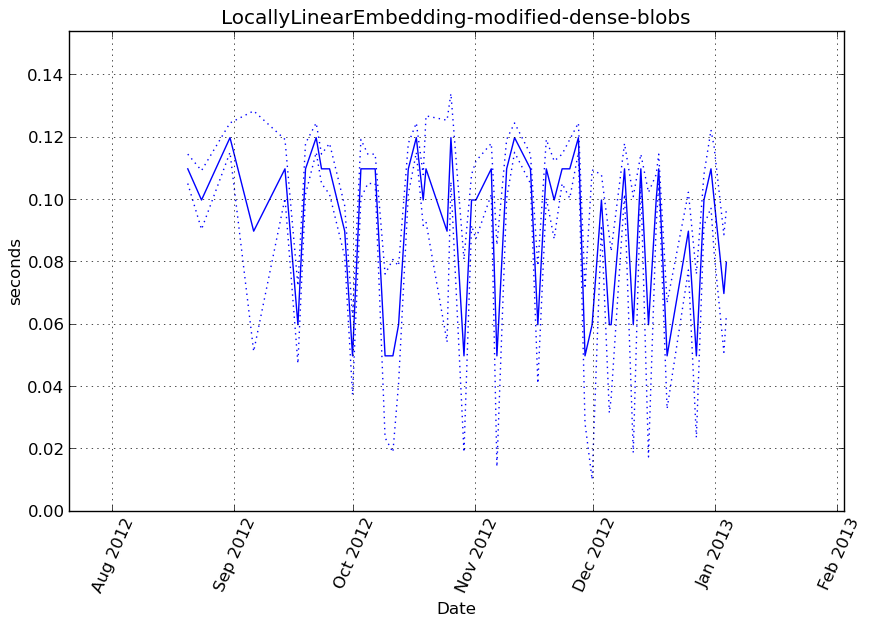 LocallyLinearEmbedding-modified-dense-blobs
0.14
0.12
0.10
0.08
0.06
0.04
0.02
0.00
seconds
Aug 2012
Sep 2012
Oct 2012
Nov 2012
Dec 2012
Jan 2013
Feb 2013
Date